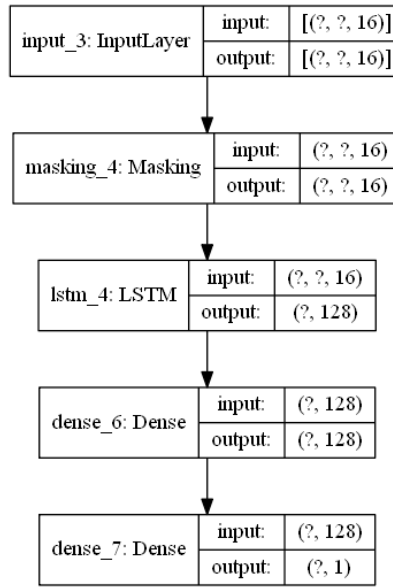 input_3: InputLayer
input: [(?, ?, 16)]
output: [(?, ?, 16)]
masking_4: Masking
input: (?, ?, 16)
output: (?, ?, 16)
lstm_4: LSTM
input: (?, ?, 16)
output: (?, 128)
dense_6: Dense
input: (?, 128)
output: (?, 128)
dense_7: Dense
input: (?, 128)
output: (?, 1)